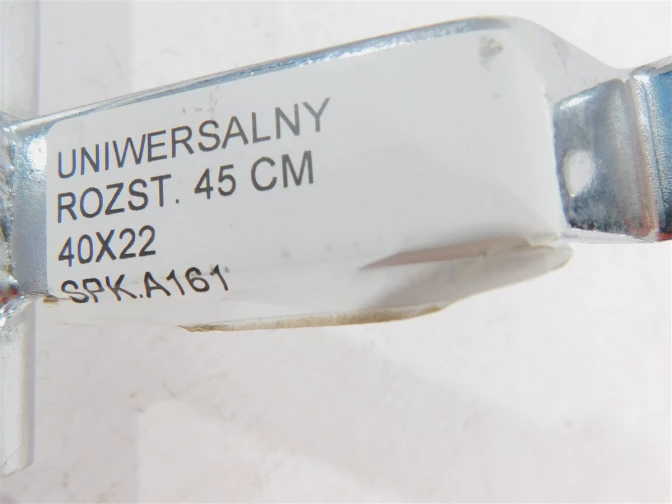 UNIWERSALNY
ROZST. 45 CM
40X22
SPK.A161